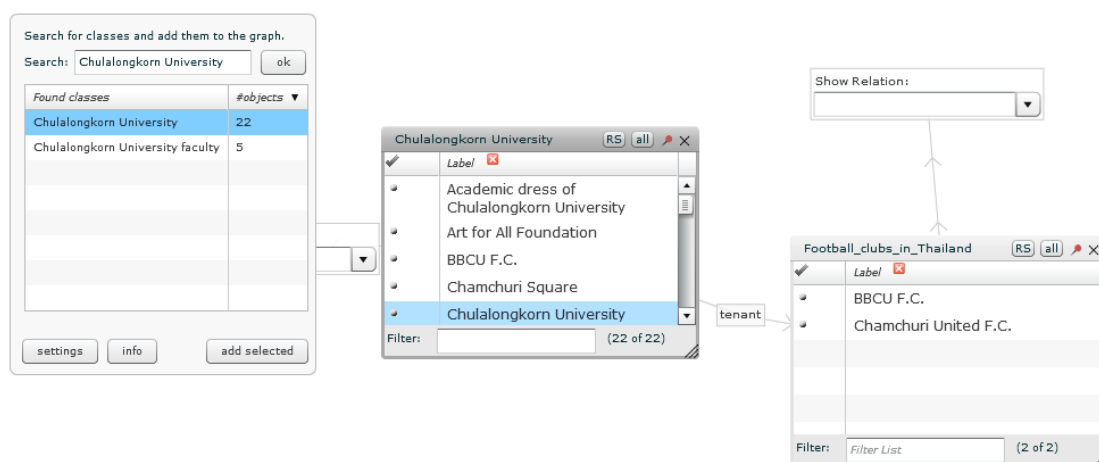 Search for classes and add them to the graph.
Search: Chulalongkorn University ok
Found classes #objects ▼
Chulalongkorn University 22
Chulalongkorn University faculty 5
settings info add selected
Chulalongkorn University RS all
Label
Academic dress of
Chulalongkorn University
Art for All Foundation
BBCU F.C.
Chamchuri Square
Chulalongkorn University
Filter: (22 of 22)
tenant
Show Relation:
Football_clubs_in_Thailand RS all
Label
BBCU F.C.
Chamchuri United F.C.
Filter: Filter List (2 of 2)